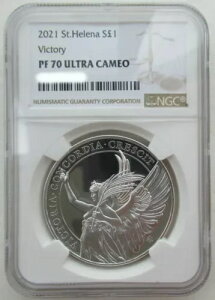 2021 St.Helena S£1
Victory
PF 70 ULTRA CAMEO
NUMISMATIC GUARANTY CORPORATION
NGC
VICTORIA·CONCORDIA·CRESCIT